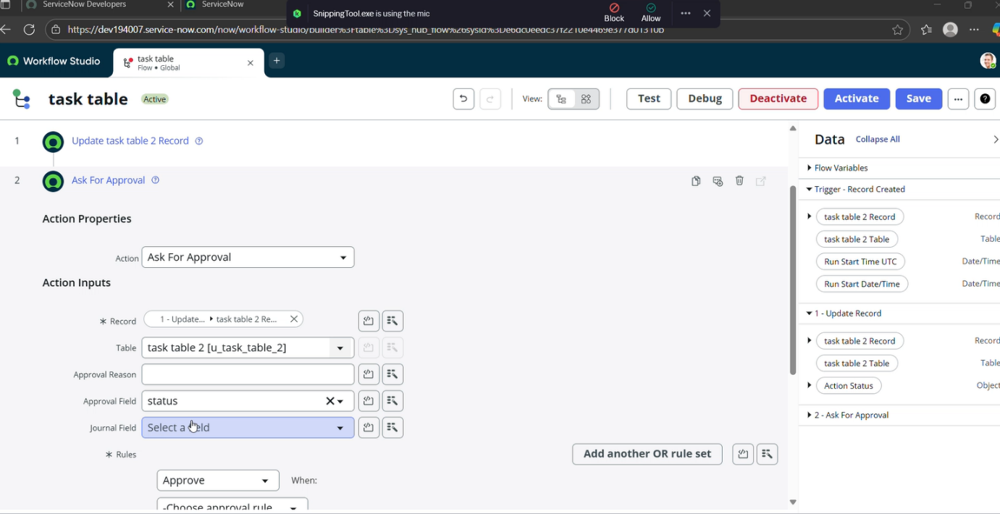 ServiceNow Developers
ServiceNow
SnippingTool.exe is using the mic
Block
Allow
https://dev194007.service-now.com/now/workflow-studio/builder%3Ftable%3Dsys_hub_flow%26sysid%3De6dc0eedc37f2210e4469e377d01310b
Workflow Studio
task table
Flow • Global
task table
Active
View:
Test
Debug
Deactivate
Activate
Save
1
Update task table 2 Record
2
Ask For Approval
Action Properties
Action
Ask For Approval
Action Inputs
* Record
1 - Update... ▸ task table 2 Re...
Table
task table 2 [u_task_table_2]
Approval Reason
Approval Field
status
Journal Field
Select a field
* Rules
Add another OR rule set
Approve
When:
-Choose approval rule
Data
Collapse All
Flow Variables
Trigger - Record Created
task table 2 Record
Record
task table 2 Table
Table
Run Start Time UTC
Date/Time
Run Start Date/Time
Date/Time
1 - Update Record
task table 2 Record
Record
task table 2 Table
Table
Action Status
Object
2 - Ask For Approval